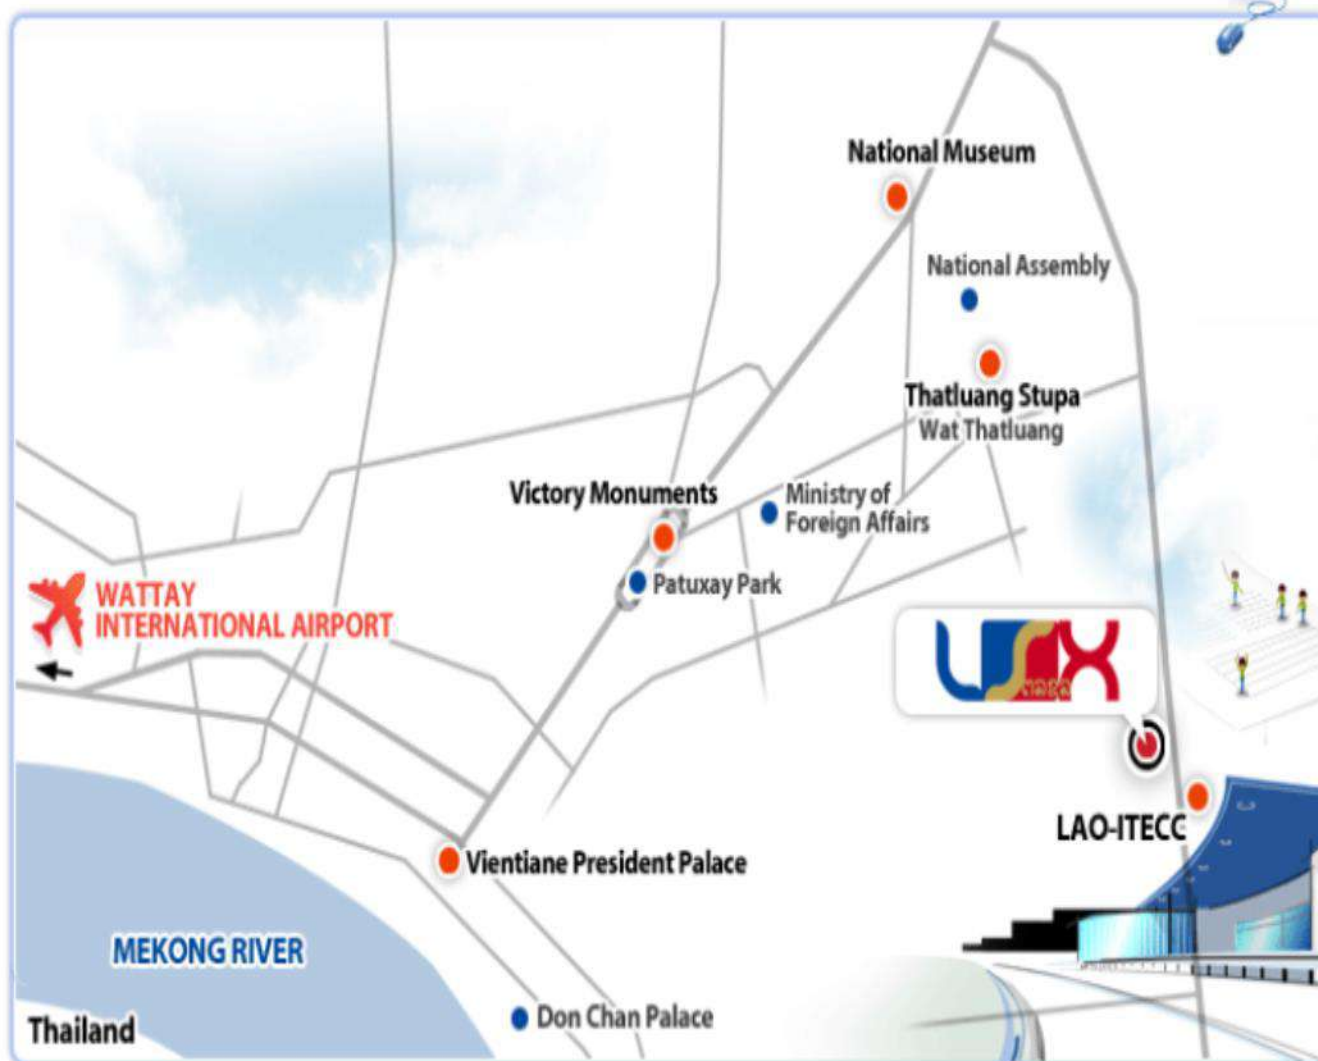 National Museum
National Assembly
Thatluang Stupa
Wat Thatluang
Victory Monuments
Ministry of
Foreign Affairs
Patuxay Park
WATTAY
INTERNATIONAL AIRPORT
LSX
LAO-ITECC
Vientiane President Palace
MEKONG RIVER
Don Chan Palace
Thailand